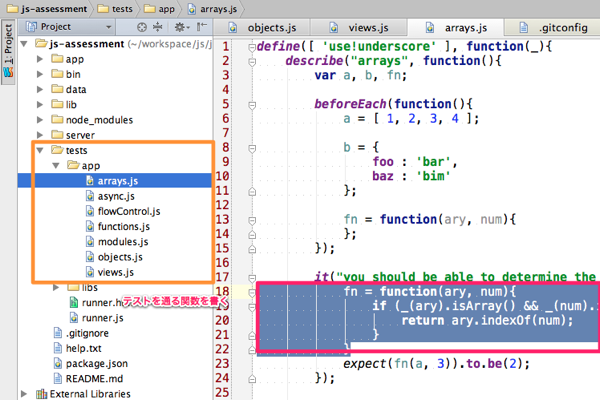 js-assessment tests app arrays.js
Project
objects.js views.js arrays.js .gitconfig
1: Project
js-assessment (~/workspace/js/j
app
bin
data
lib
node_modules
server
tests
app
arrays.js
async.js
flowControl.js
functions.js
modules.js
objects.js
views.js
libs
runner.h
runner.js
.gitignore
help.txt
package.json
README.md
External Libraries
テストを通る関数を書く
1 define([ 'use!underscore' ], function(_){
2 describe("arrays", function(){
3 var a, b, fn;
4
5 beforeEach(function(){
6 a = [ 1, 2, 3, 4 ];
7
8 b = {
9 foo : 'bar',
10 baz : 'bim'
11 };
12
13 fn = function(ary, num){
14 };
15 });
16
17 it("you should be able to determine the
18 fn = function(ary, num){
19 if (_(ary).isArray() && _(num).
20 return ary.indexOf(num);
21 }
22 }
23 expect(fn(a, 3)).to.be(2);
24 });
25